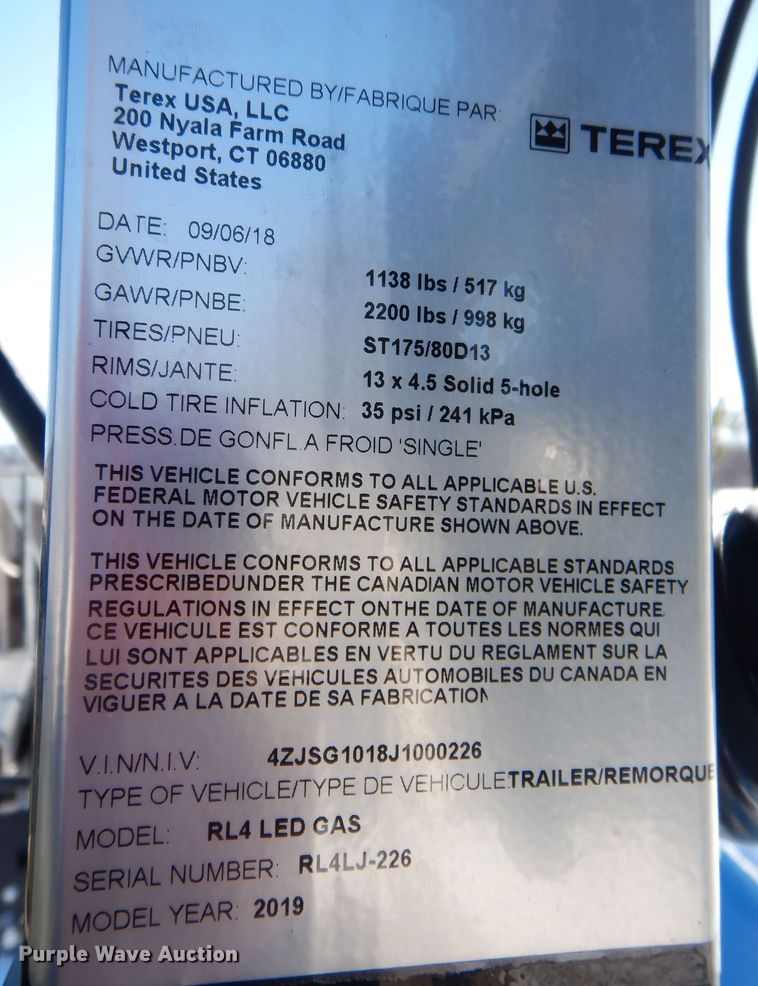 MANUFACTURED BY/FABRIQUE PAR:
Terex USA, LLC
200 Nyala Farm Road
Westport, CT 06880
United States
TEREX
DATE: 09/06/18
GVWR/PNBV: 1138 lbs / 517 kg
GAWR/PNBE: 2200 lbs / 998 kg
TIRES/PNEU: ST175/80D13
RIMS/JANTE: 13 x 4.5 Solid 5-hole
COLD TIRE INFLATION: 35 psi / 241 kPa
PRESS.DE GONFL.A FROID 'SINGLE'
THIS VEHICLE CONFORMS TO ALL APPLICABLE U.S.
FEDERAL MOTOR VEHICLE SAFETY STANDARDS IN EFFECT
ON THE DATE OF MANUFACTURE SHOWN ABOVE.
THIS VEHICLE CONFORMS TO ALL APPLICABLE STANDARDS
PRESCRIBEDUNDER THE CANADIAN MOTOR VEHICLE SAFETY
REGULATIONS IN EFFECT ONTHE DATE OF MANUFACTURE.
CE VEHICULE EST CONFORME A TOUTES LES NORMES QUI
LUI SONT APPLICABLES EN VERTU DU REGLAMENT SUR LA
SECURITES DES VEHICULES AUTOMOBILES DU CANADA EN
VIGUER A LA DATE DE SA FABRICATION
V.I.N/N.I.V: 4ZJSG1018J1000226
TYPE OF VEHICLE/TYPE DE VEHICULE:TRAILER/REMORQUE
MODEL: RL4 LED GAS
SERIAL NUMBER: RL4LJ-226
MODEL YEAR: 2019
Purple Wave Auction